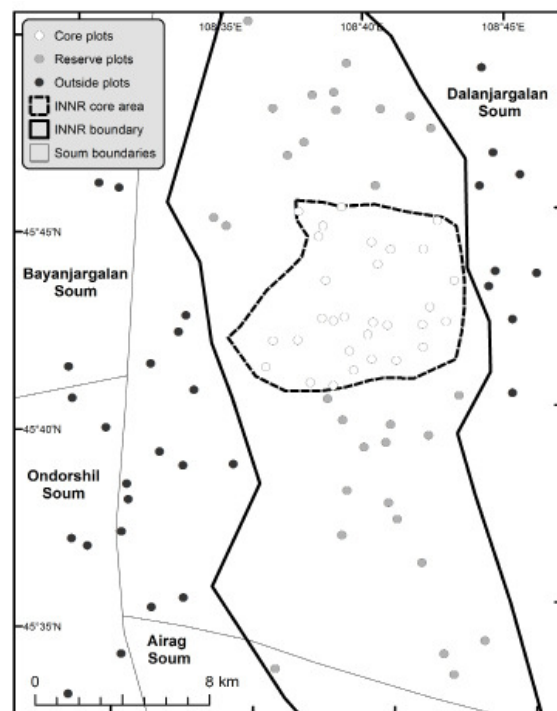 108°35'E
108°40'E
108°45'E
Core plots
Reserve plots
Outside plots
INNR core area
INNR boundary
Soum boundaries
Dalanjargalan
Soum
45°45'N
Bayanjargalan
Soum
45°40'N
Ondorshil
Soum
45°35'N
Airag
Soum
0
8 km